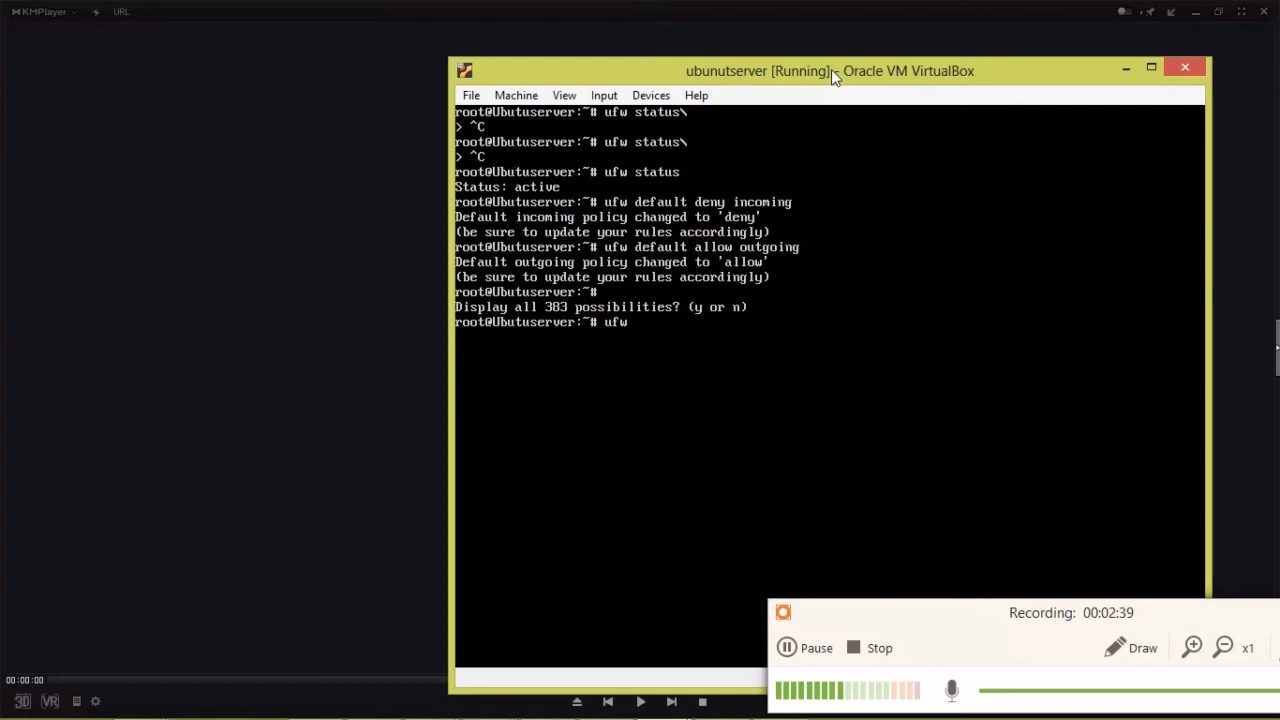 KMPlayer
URL
ubunutserver [Running] - Oracle VM VirtualBox
File Machine View Input Devices Help
root@Ubutuserver:~# ufw status\
> ^C
root@Ubutuserver:~# ufw status\
> ^C
root@Ubutuserver:~# ufw status
Status: active
root@Ubutuserver:~# ufw default deny incoming
Default incoming policy changed to 'deny'
(be sure to update your rules accordingly)
root@Ubutuserver:~# ufw default allow outgoing
Default outgoing policy changed to 'allow'
(be sure to update your rules accordingly)
root@Ubutuserver:~#
Display all 383 possibilities? (y or n)
root@Ubutuserver:~# ufw
Recording: 00:02:39
Pause Stop Draw x1
00:00:00
3D VR